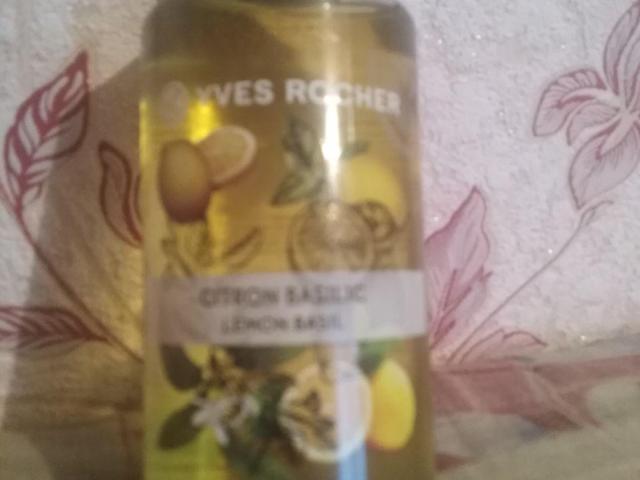 YVES ROCHER
CITRON BASILIC
LEMON BASIL